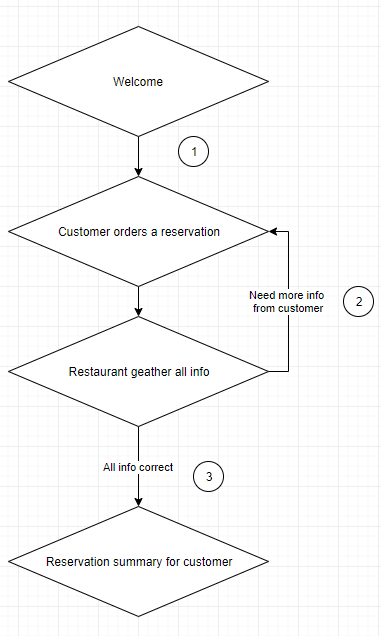 Welcome
1
Customer orders a reservation
Need more info
from customer
2
Restaurant geather all info
All info correct
3
Reservation summary for customer